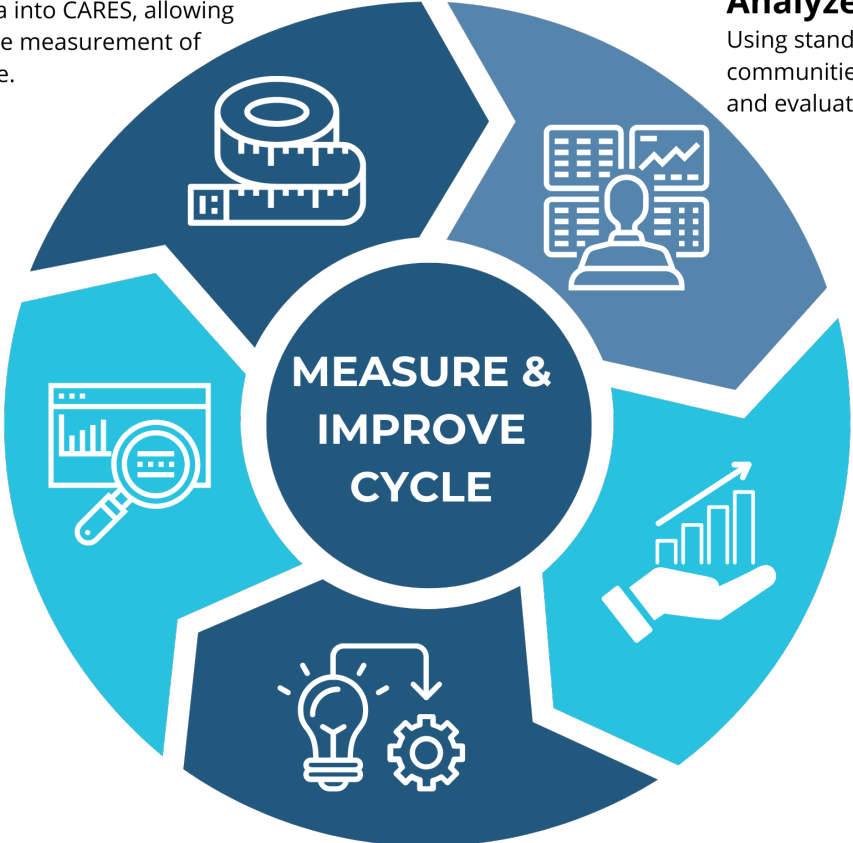 a into CARES, allowing
e measurement of
e.
Analyze
Using stand
communitie
and evaluat
MEASURE &
IMPROVE
CYCLE